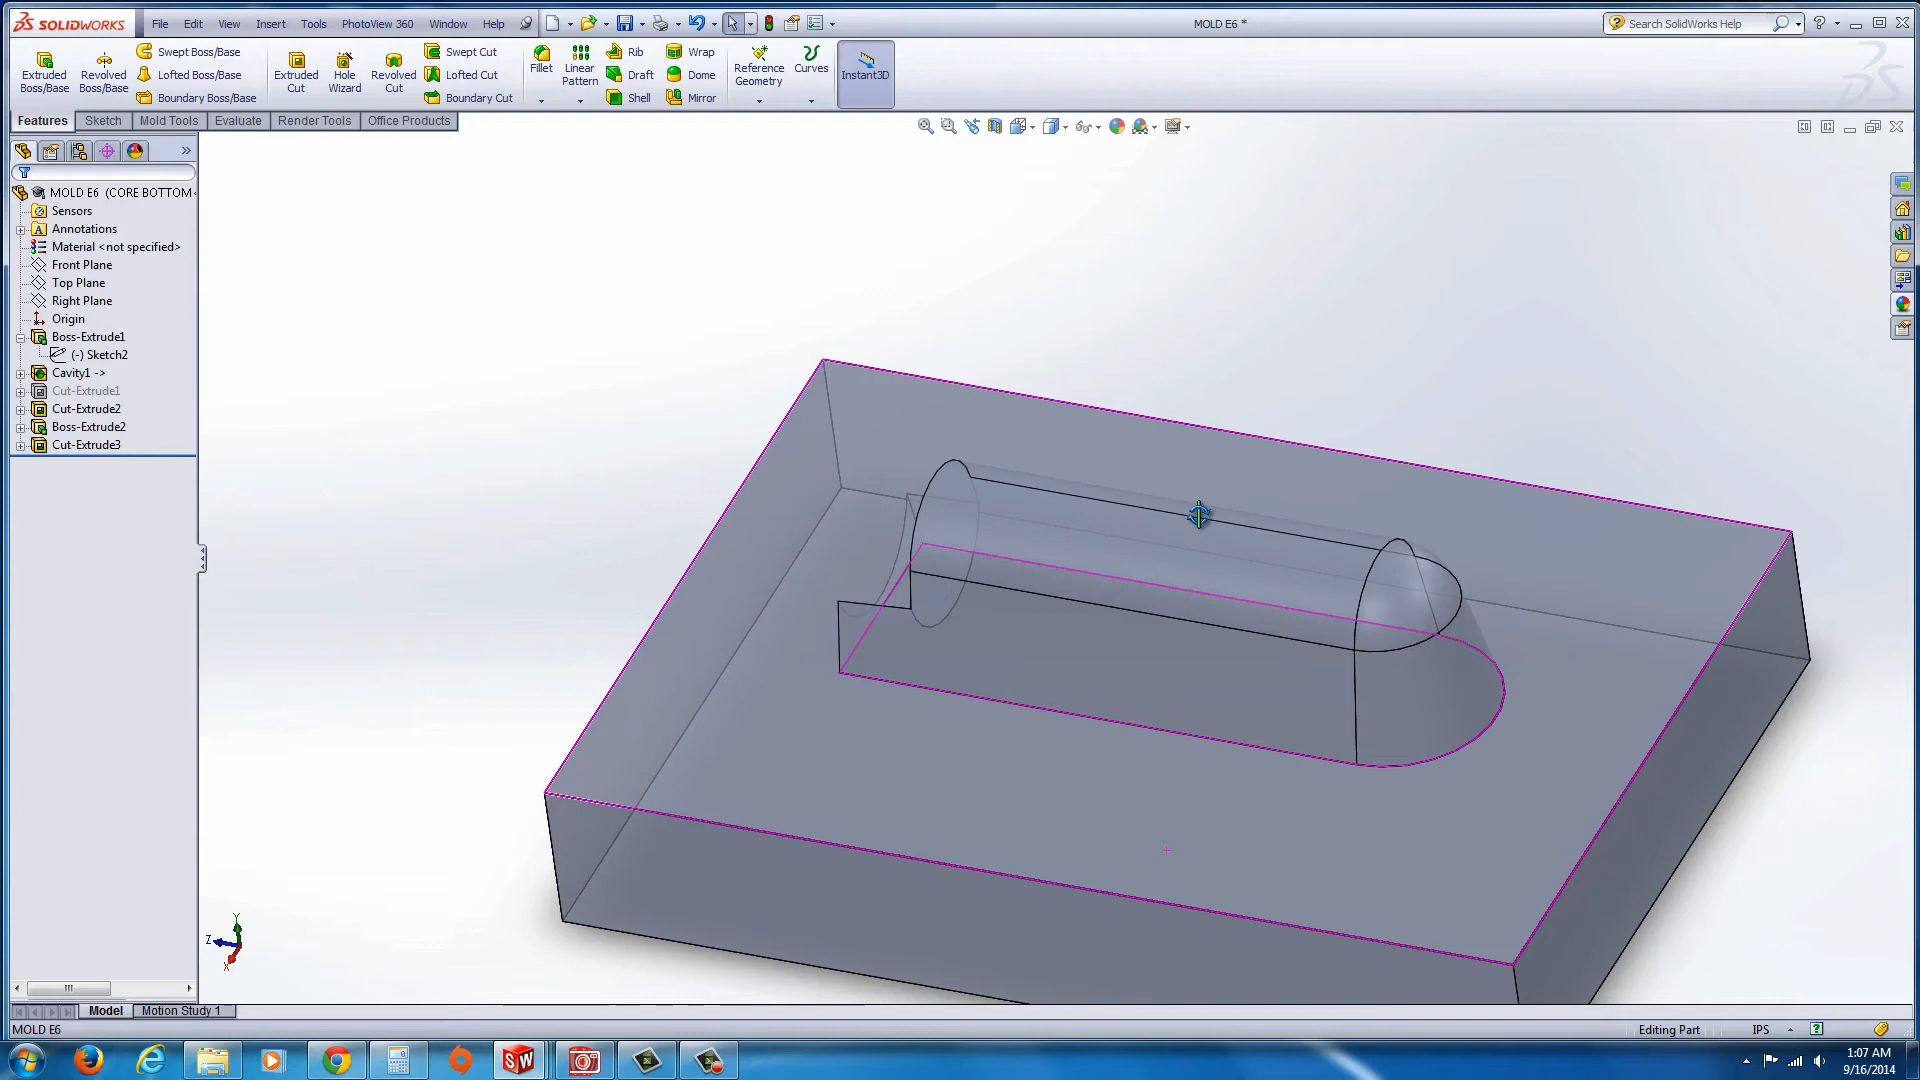 SOLIDWORKS File Edit View Insert Tools PhotoView 360 Window Help MOLD E6 * Search SolidWorks Help
Extruded Boss/Base
Revolved Boss/Base
Swept Boss/Base
Lofted Boss/Base
Boundary Boss/Base
Extruded Cut
Hole Wizard
Revolved Cut
Swept Cut
Lofted Cut
Boundary Cut
Fillet
Linear Pattern
Rib
Draft
Shell
Wrap
Dome
Mirror
Reference Geometry
Curves
Instant3D
Features Sketch Mold Tools Evaluate Render Tools Office Products
MOLD E6 (CORE BOTTOM
Sensors
Annotations
Material <not specified>
Front Plane
Top Plane
Right Plane
Origin
Boss-Extrude1
(-) Sketch2
Cavity1 ->
Cut-Extrude1
Cut-Extrude2
Boss-Extrude2
Cut-Extrude3
Y
Z
X
Model Motion Study 1
MOLD E6 Editing Part IPS
SW
1:07 AM
9/16/2014